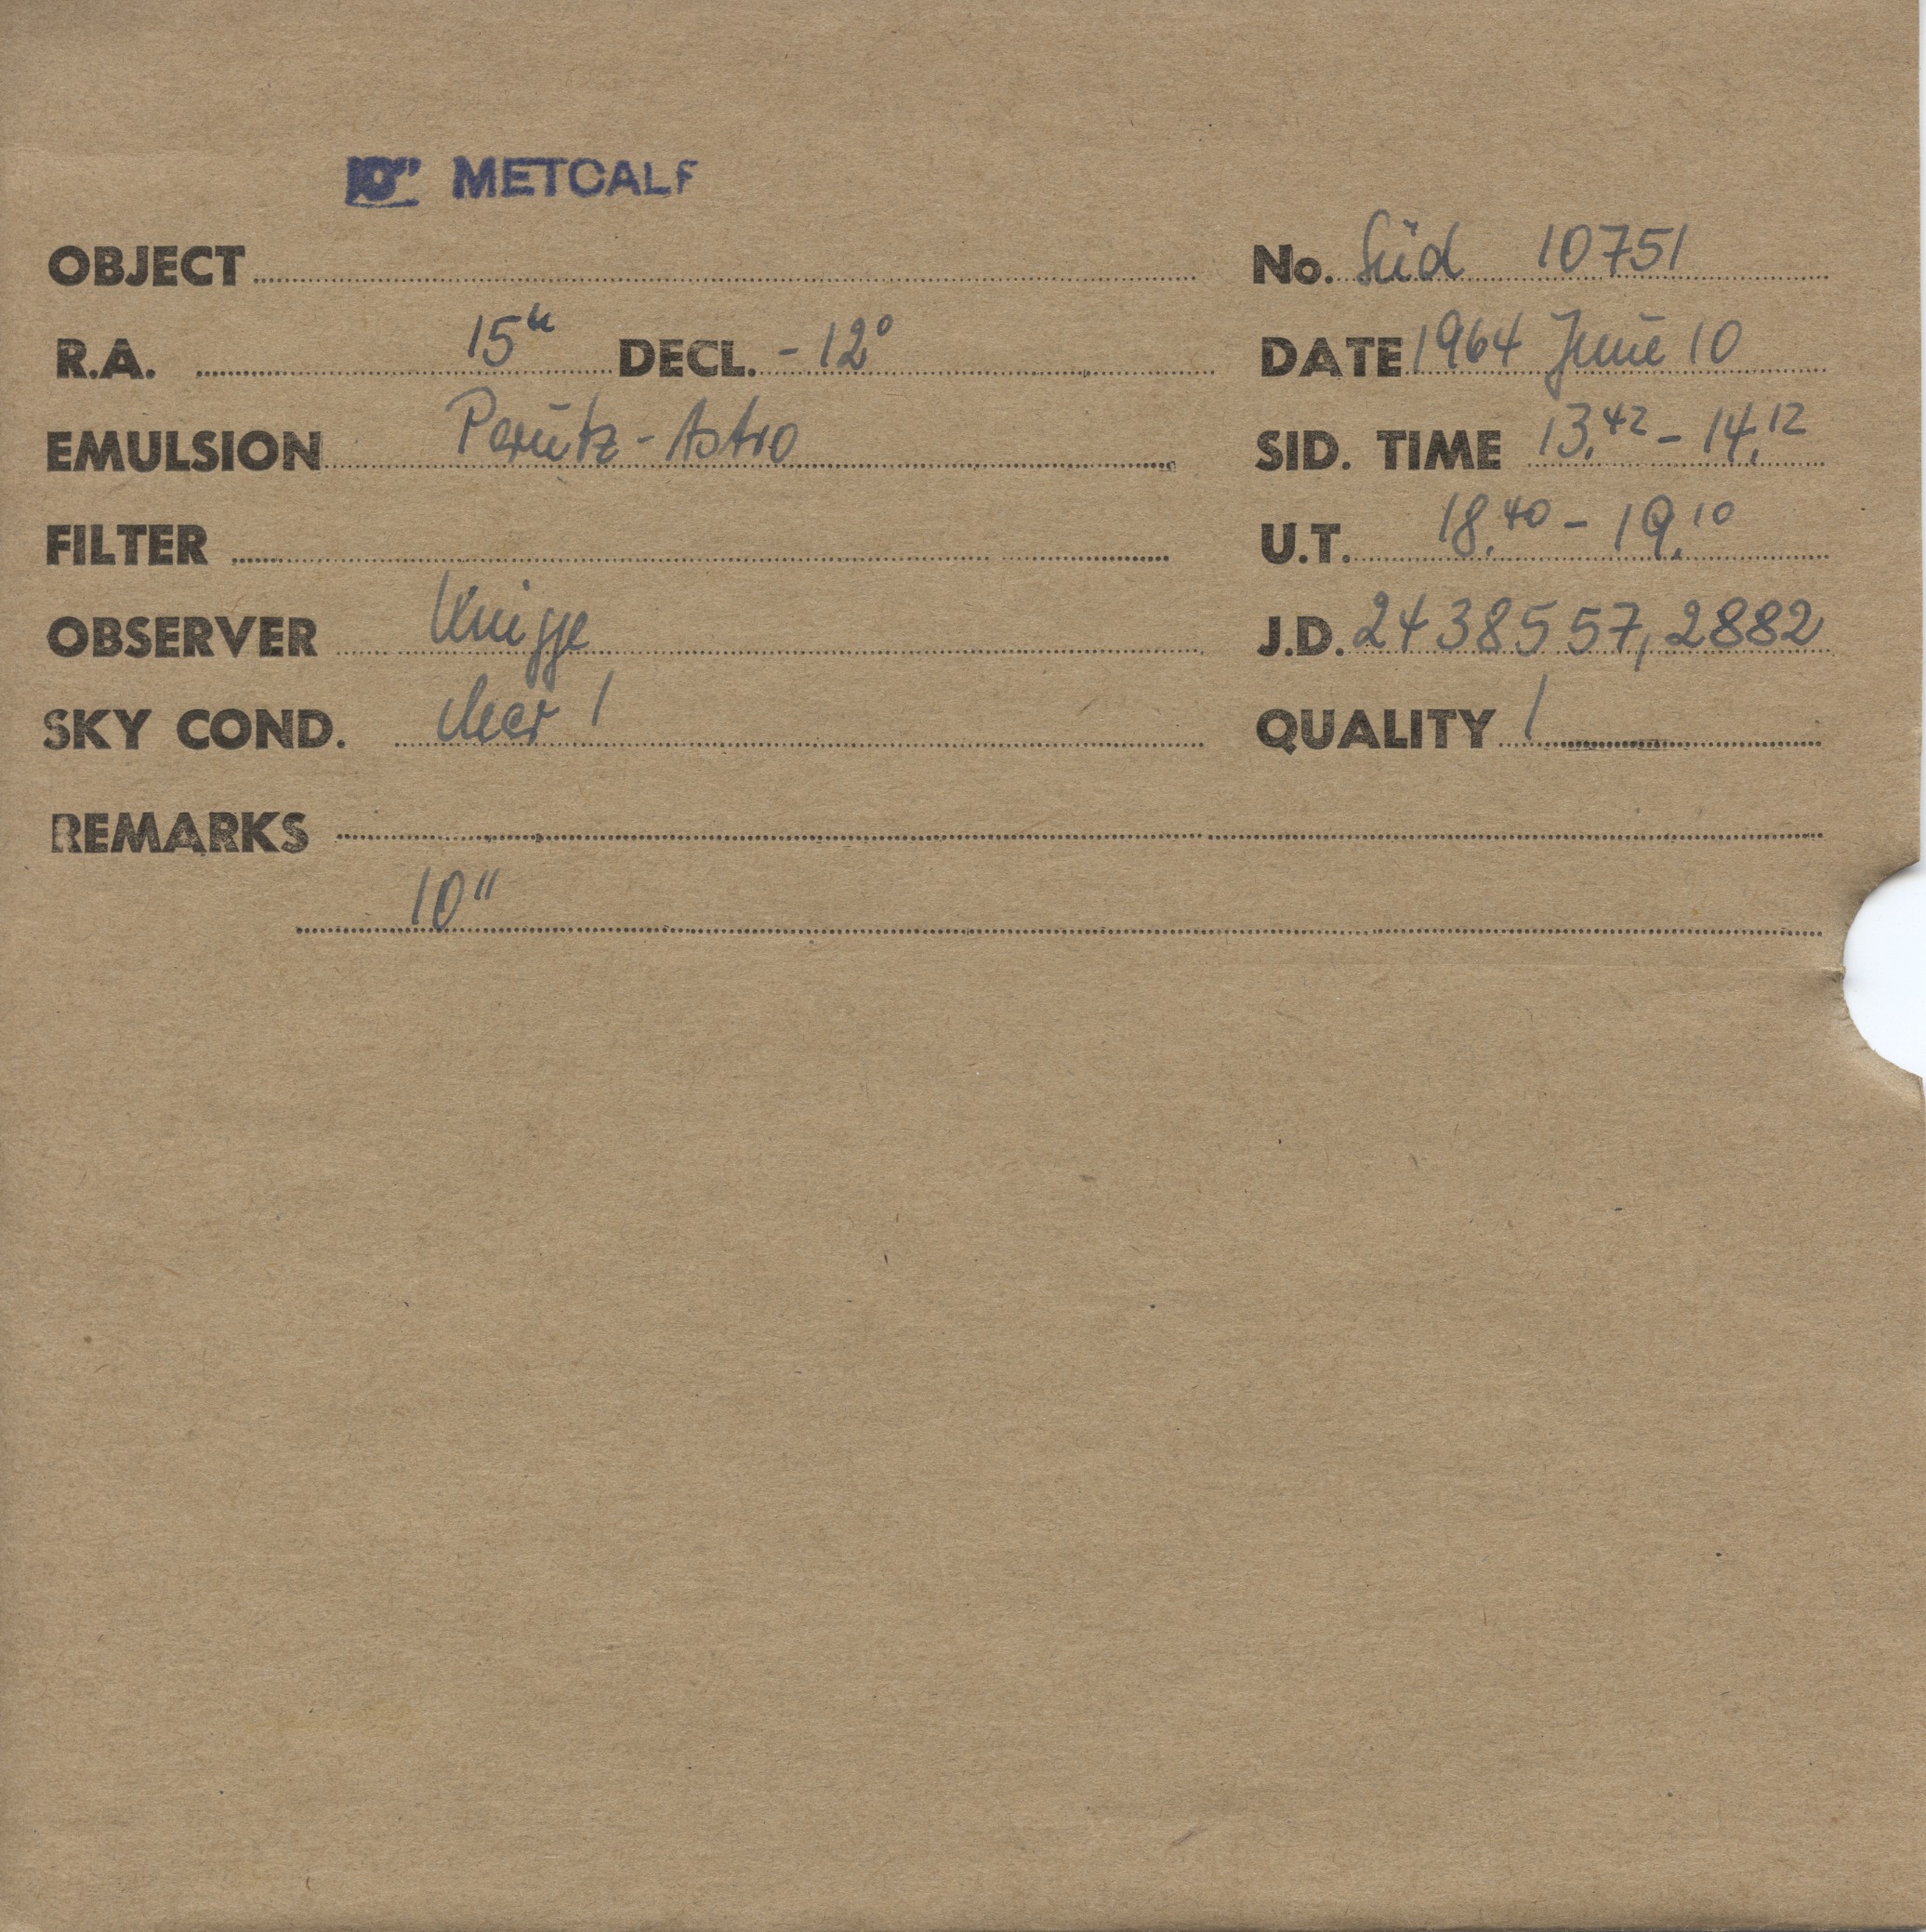 10" METCALF
OBJECT No. Süd 10751
R.A. 15h DECL. -12° DATE 1964 June 10
EMULSION Perutz-Astro SID. TIME 13.42 - 14.12
FILTER U.T. 18.40 - 19.10
OBSERVER Knigge J.D. 2438557,2882
SKY COND. clear 1 QUALITY 1
REMARKS
10"